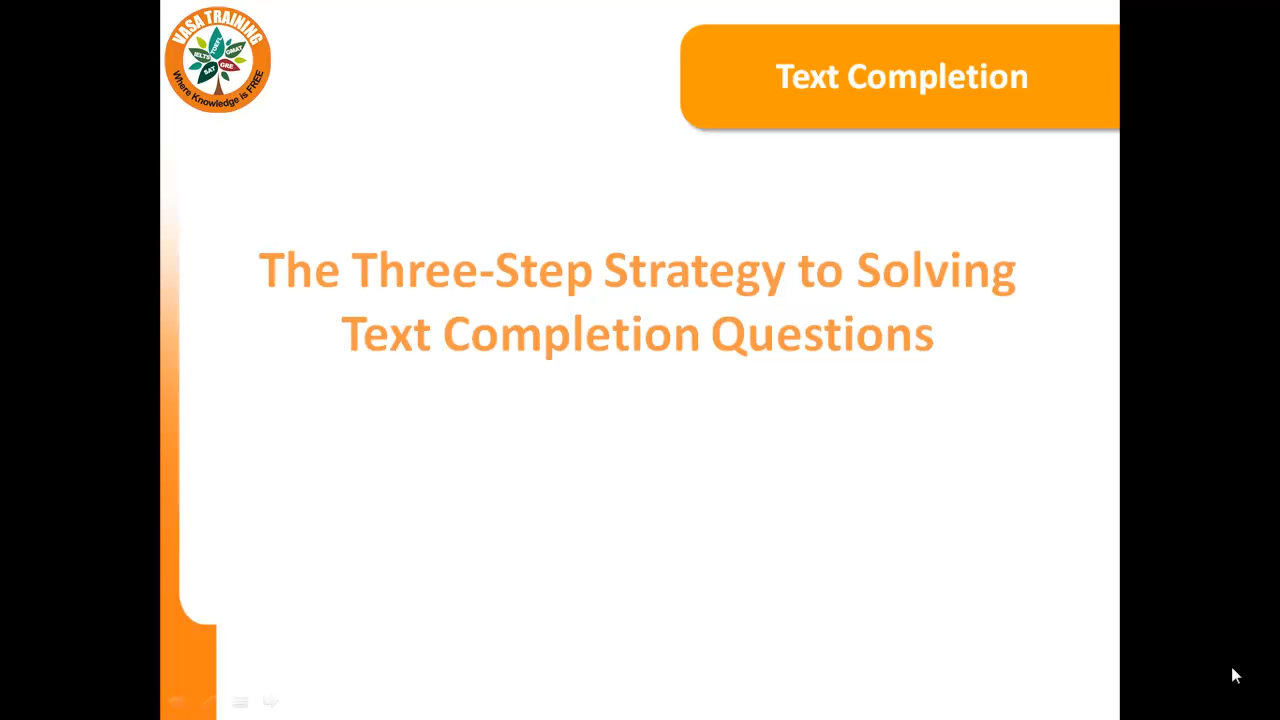 VASA TRAINING
TOEFL
IELTS
GMAT
SAT
GRE
Where Knowledge is FREE
Text Completion
The Three-Step Strategy to Solving
Text Completion Questions